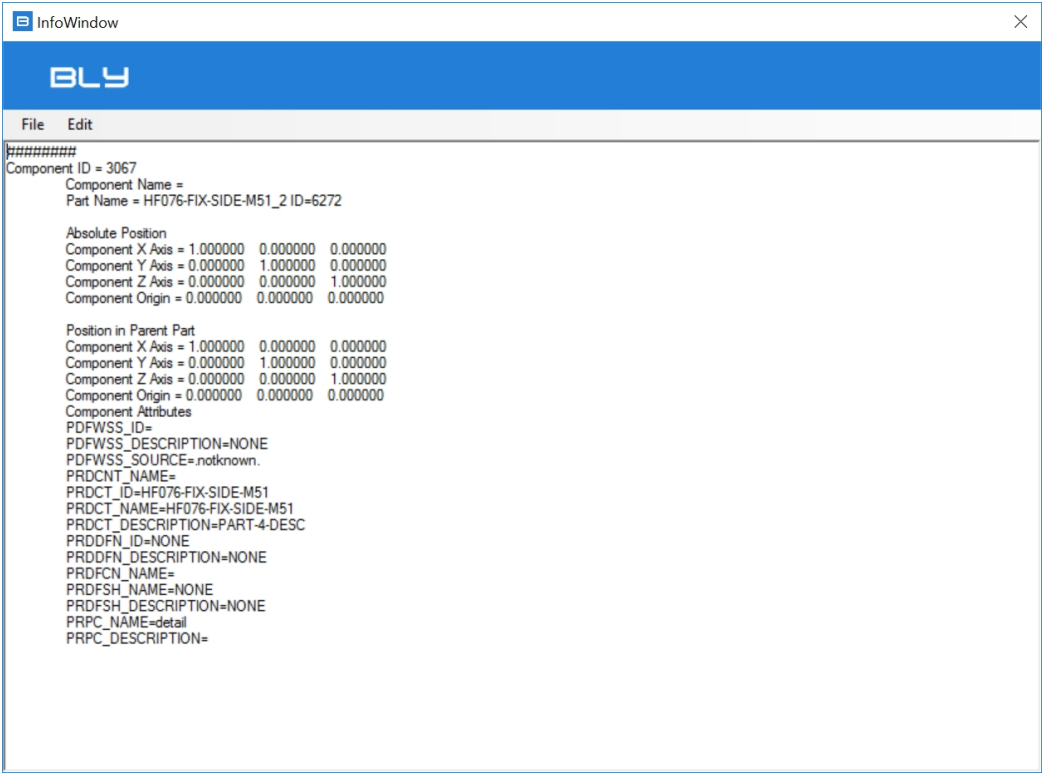 InfoWindow
BLY
File Edit
########
Component ID = 3067
Component Name =
Part Name = HF076-FIX-SIDE-M51_2 ID=6272
Absolute Position
Component X Axis = 1.000000 0.000000 0.000000
Component Y Axis = 0.000000 1.000000 0.000000
Component Z Axis = 0.000000 0.000000 1.000000
Component Origin = 0.000000 0.000000 0.000000
Position in Parent Part
Component X Axis = 1.000000 0.000000 0.000000
Component Y Axis = 0.000000 1.000000 0.000000
Component Z Axis = 0.000000 0.000000 1.000000
Component Origin = 0.000000 0.000000 0.000000
Component Attributes
PDFWSS_ID=
PDFWSS_DESCRIPTION=NONE
PDFWSS_SOURCE=.notknown.
PRDCNT_NAME=
PRDCT_ID=HF076-FIX-SIDE-M51
PRDCT_NAME=HF076-FIX-SIDE-M51
PRDCT_DESCRIPTION=PART-4-DESC
PRDDFN_ID=NONE
PRDDFN_DESCRIPTION=NONE
PRDFCN_NAME=
PRDFSH_NAME=NONE
PRDFSH_DESCRIPTION=NONE
PRPC_NAME=detail
PRPC_DESCRIPTION=